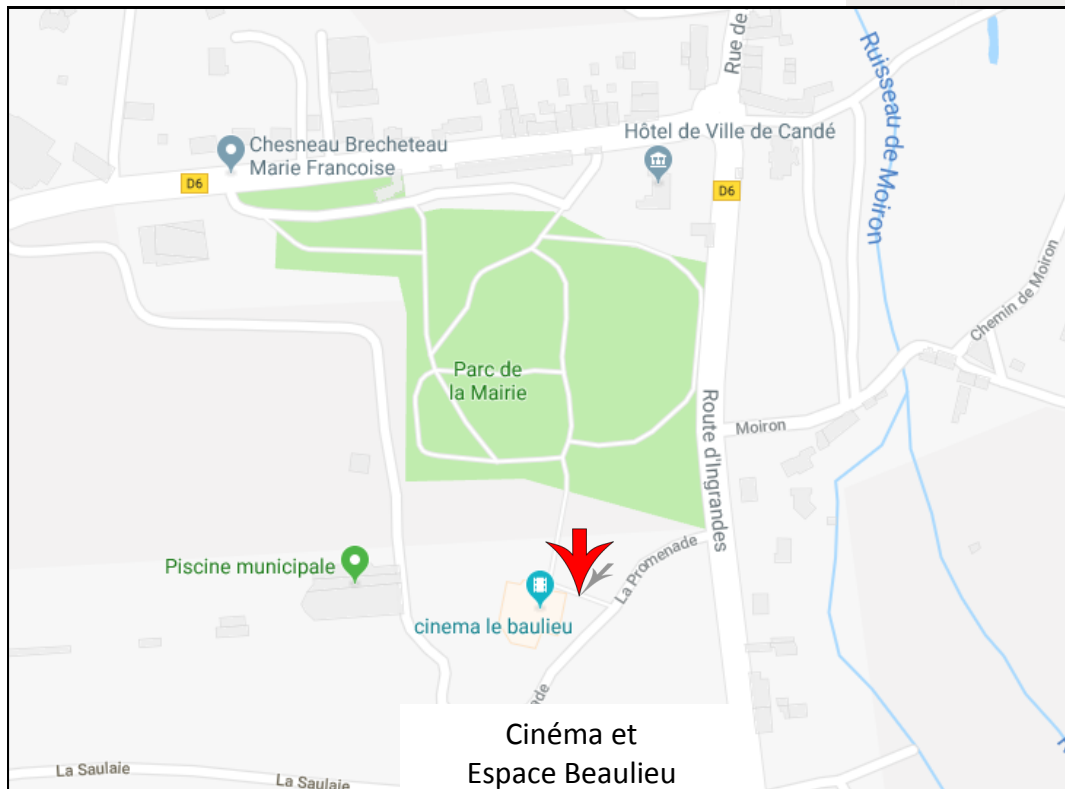 Rue de
Ruisseau de Moiron
Hôtel de Ville de Candé
Chesneau Brecheteau
Marie Francoise
D6
D6
Chemin de Moiron
Parc de
la Mairie
Route d'Ingrandes
Moiron
La Promenade
Piscine municipale
cinema le baulieu
ade
Cinéma et
Espace Beaulieu
La Saulaie
La Saulaie